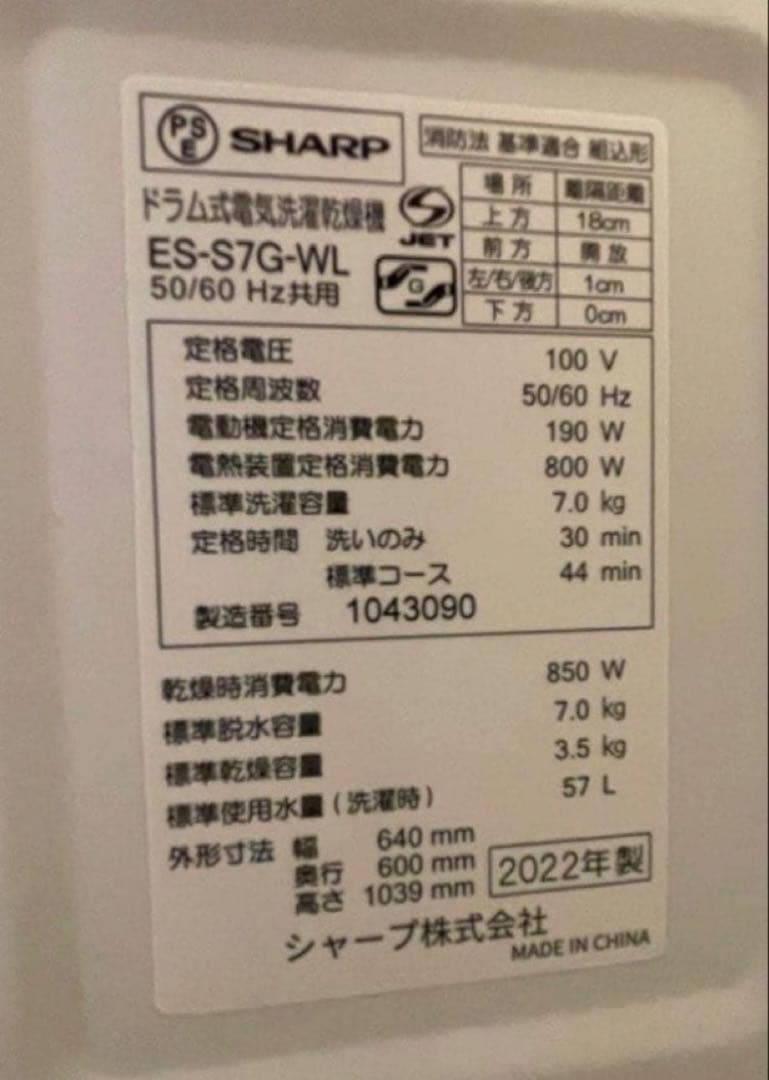 PSE SHARP
消防法 基準適合 組込形
ドラム式電気洗濯乾燥機
JET
ES-S7G-WL
50/60 Hz共用
G
場所 離隔距離
上方 18cm
前方 開放
左/右/後方 1cm
下方 0cm
定格電圧 100 V
定格周波数 50/60 Hz
電動機定格消費電力 190 W
電熱装置定格消費電力 800 W
標準洗濯容量 7.0 kg
定格時間 洗いのみ 30 min
標準コース 44 min
製造番号 1043090
乾燥時消費電力 850 W
標準脱水容量 7.0 kg
標準乾燥容量 3.5 kg
標準使用水量(洗濯時) 57 L
外形寸法 幅 640 mm
奥行 600 mm
高さ 1039 mm
2022年製
シャープ株式会社
MADE IN CHINA